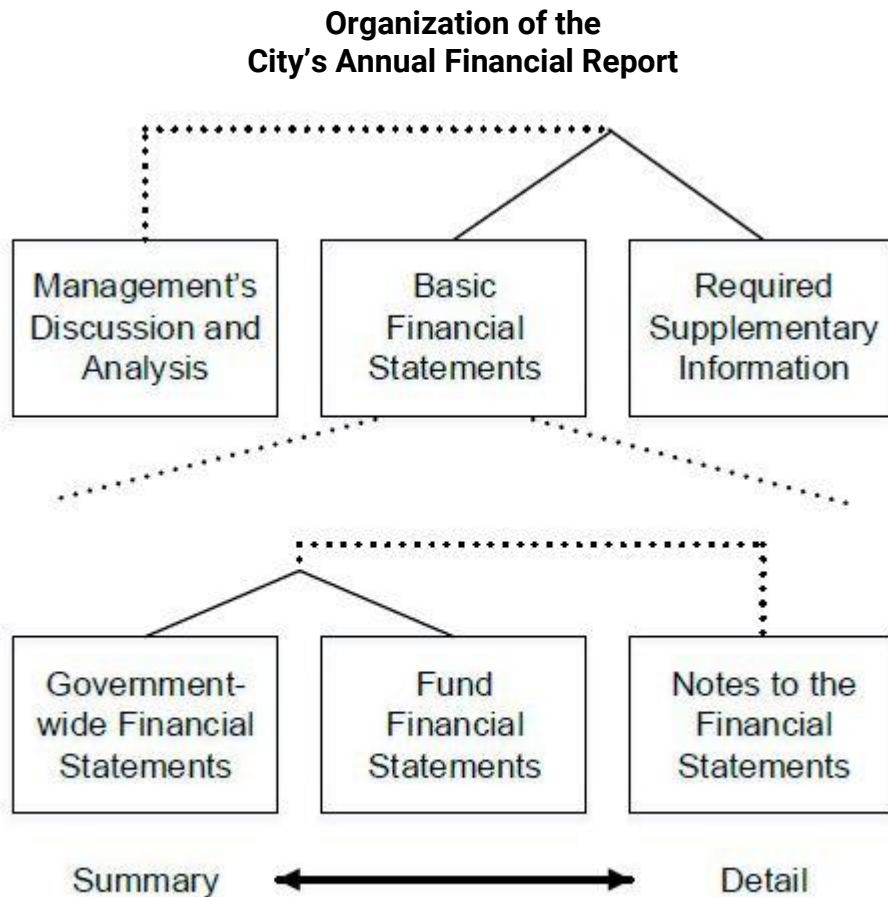 Organization of the
City’s Annual Financial Report
Management’s
Discussion and
Analysis
Basic
Financial
Statements
Required
Supplementary
Information
Government-
wide Financial
Statements
Fund
Financial
Statements
Notes to the
Financial
Statements
Summary
Detail